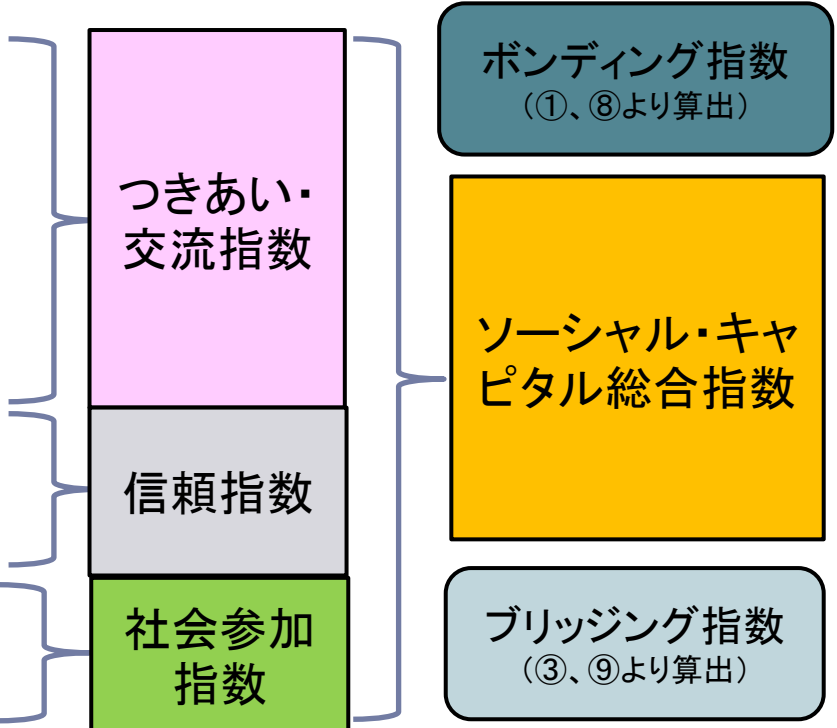 つきあい・
交流指数
信頼指数
社会参加
指数
ボンディング指数
（①、⑧より算出）
ソーシャル・キャ
ピタル総合指数
ブリッジング指数
（③、⑨より算出）